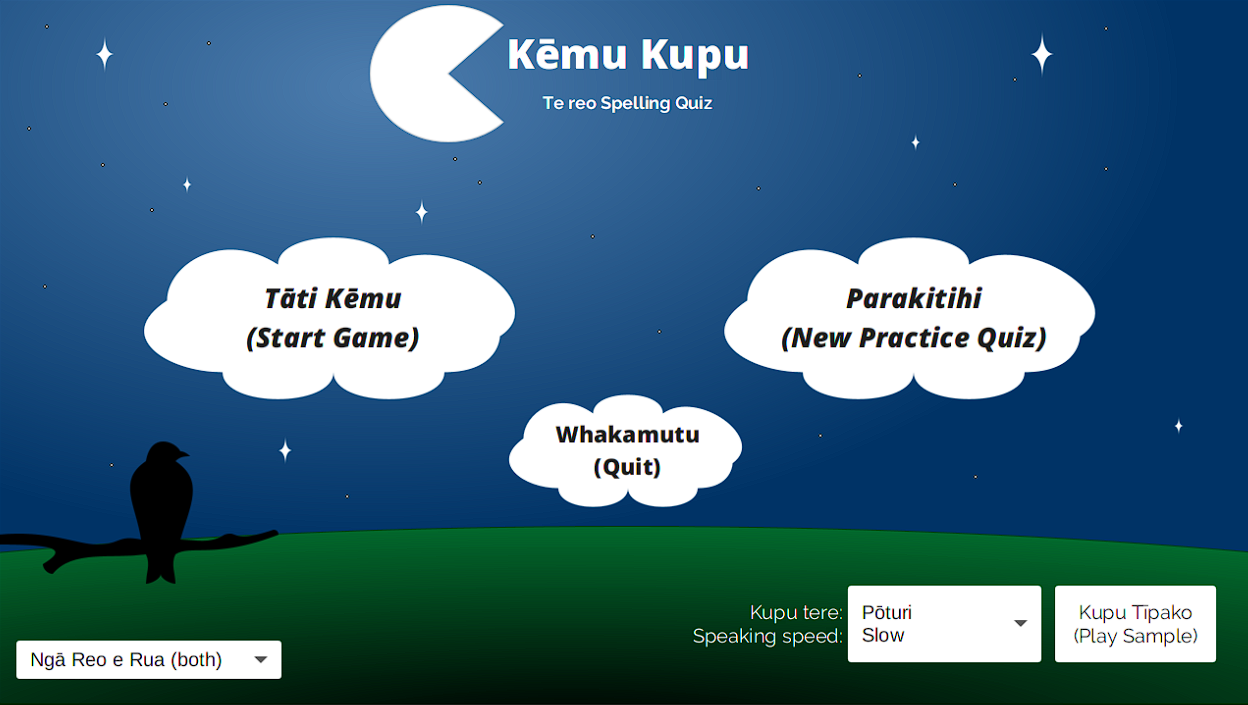 Kēmu Kupu
Te reo Spelling Quiz
Tāti Kēmu
(Start Game)
Parakitihi
(New Practice Quiz)
Whakamutu
(Quit)
Kupu tere:
Speaking speed:
Pōturi
Slow
Kupu Tīpako
(Play Sample)
Ngā Reo e Rua (both)